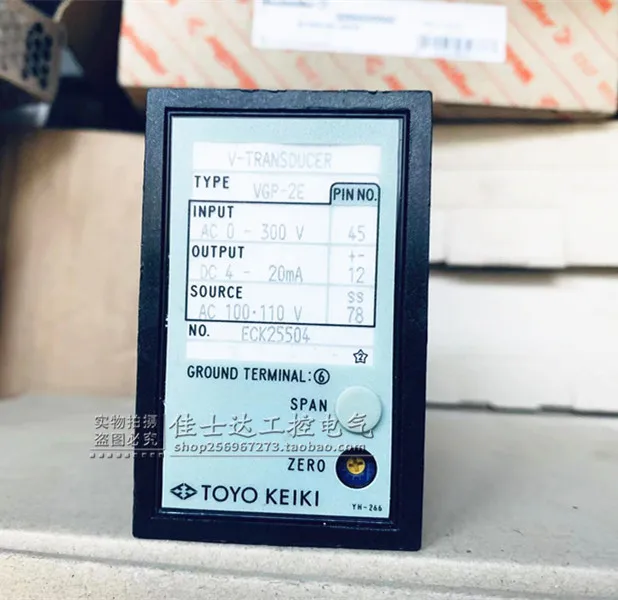 V-TRANSDUCER
TYPE VGP-2E PIN NO.
INPUT
AC 0 - 300 V 45
OUTPUT +-
DC 4 - 20mA 12
SOURCE SS
AC 100·110 V 78
NO. ECK25504
2
GROUND TERMINAL:⑥
SPAN
实物拍摄 佳士达工控电气
盗图必究 shop256967273.taobao.com
ZERO
TOYO KEIKI
YN-266